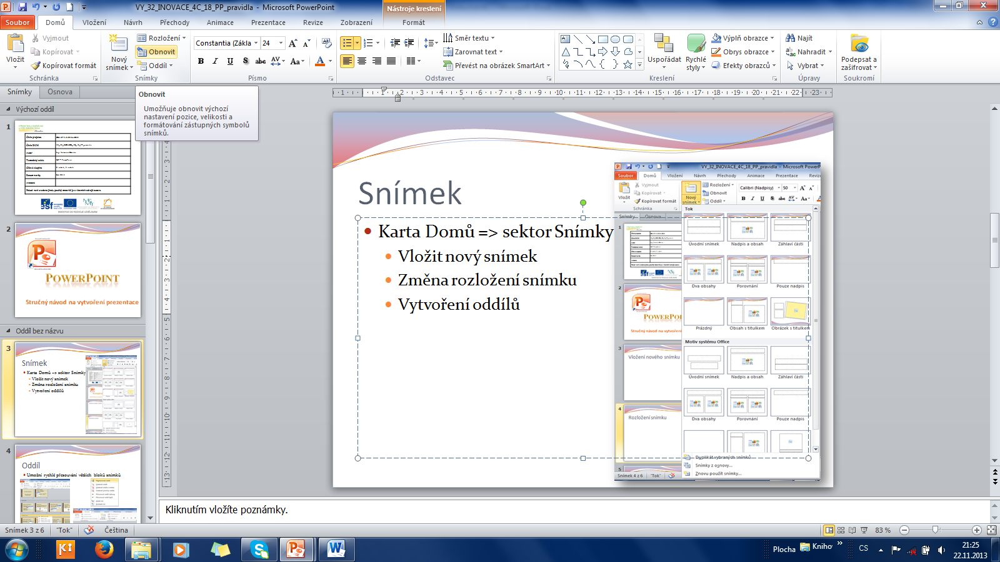 VY_32_INOVACE_4C_18_PP_pravidla - Microsoft PowerPoint
Nástroje kreslení
Soubor Domů Vložení Návrh Přechody Animace Prezentace Revize Zobrazení Formát
Vložit
Vyjmout
Kopírovat
Kopírovat formát
Schránka
Nový snímek
Rozložení
Obnovit
Oddíl
Snímky
Constantia (Zákla 24
B I U S abc AV Aa A
Písmo
Směr textu
Zarovnat text
Převést na obrázek SmartArt
Odstavec
Uspořádat
Rychlé styly
Výplň obrazce
Obrys obrazce
Efekty obrazců
Kreslení
Najít
Nahradit
Vybrat
Úpravy
Podepsat a zašifrovat
Soukromí
Snímky Osnova
Obnovit
Umožňuje obnovit výchozí
nastavení pozice, velikosti a
formátování zástupných symbolů
snímků.
Výchozí oddíl
1
2
PowerPoint
Stručný návod na vytvoření prezentace
Oddíl bez názvu
3
Snímek
Karta Domů => sektor Snímky
Vložit nový snímek
Změna rozložení snímku
Vytvoření oddílů
4
Oddíl
Umožní rychlé přesouvání větších bloků snímků
Snímek
Karta Domů => sektor Snímky
Vložit nový snímek
Změna rozložení snímku
Vytvoření oddílů
VY_32_INOVACE_4C_18_PP_pravidla - Microsoft PowerPoint
Soubor Domů Vložení Návrh Přechody Animace Prezentace Reviz
Vložit
Vyjmout
Kopírovat
Kopírovat formát
Schránka
Nový snímek
Rozložení
Obnovit
Oddíl
Calibri (Nadpisy) 50
B I U S abc AV Aa
Snímky Osnova
Tok
Úvodní snímek Nadpis a obsah Záhlaví části
Dva obsahy Porovnání Pouze nadpis
Prázdný Obsah s titulkem Obrázek s titulkem
Motiv systému Office
Úvodní snímek Nadpis a obsah Záhlaví části
Dva obsahy Porovnání Pouze nadpis
Duplikát vybraných snímků
Snímky z osnovy...
Znovu použít snímky...
1
2
PowerPoi
Stručný návod na vytvoření
3
Vložení nového snímku
4
Rozložení snímku
5
Snímek 4 z 6 "Tok"
Kliknutím vložíte poznámky.
Snímek 3 z 6 "Tok" Čeština 83 %
Plocha Kniho » CS 21:25
22.11.2013